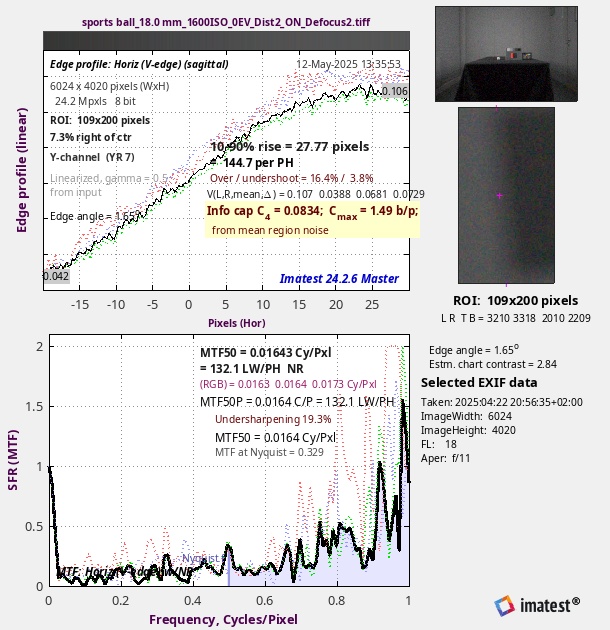 sports ball_18.0 mm_1600ISO_0EV_Dist2_ON_Defocus2.tiff
Edge profile: Horiz (V-edge) (sagittal)
12-May-2025 13:35:53
6024 x 4020 pixels (WxH)
24.2 Mpxls   8 bit
0.106
ROI:  109x200 pixels
7.3% right of ctr
10-90% rise = 27.77 pixels
Y-channel  (YR 7)
= 144.7 per PH
Linearized, gamma = 0.5
Over / undershoot = 16.4% /  3.8%
from input
V(L,R,mean,Δ) = 0.107  0.0388  0.0681  0.0729
Edge angle = 1.65°
Info cap C4 = 0.0834;  Cmax = 1.49 b/p;
from mean region noise
0.042
Imatest 24.2.6 Master
Edge profile (linear)
-15 -10 -5 0 5 10 15 20 25
Pixels (Hor)
ROI:  109x200 pixels
L R  T B = 3210 3318  2010 2209
Edge angle = 1.65o
Estm. chart contrast = 2.84
Selected EXIF data
Taken: 2025:04:22 20:56:35+02:00
ImageWidth:  6024
ImageHeight:  4020
FL:    18
Aper:  f/11
MTF50 = 0.01643 Cy/Pxl
= 132.1 LW/PH  NR
(RGB) = 0.0163  0.0164  0.0173 Cy/Pxl
MTF50P = 0.0164 C/P = 132.1 LW/PH
Undersharpening 19.3%
MTF50 = 0.0164 Cy/Pxl
MTF at Nyquist = 0.329
2
1.5
1
0.5
0
SFR (MTF)
Nyquist f
MTF: Horiz V-edge w/NR
0 0.2 0.4 0.6 0.8 1
Frequency, Cycles/Pixel
imatest®